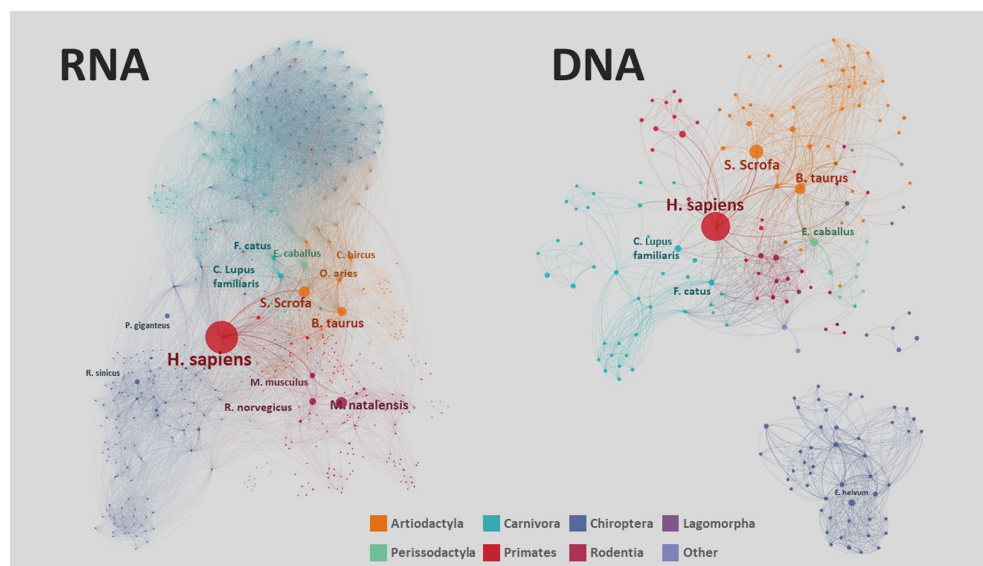 RNA
F. catus
E. caballus
C. hircus
C. Lupus
familiaris
O. aries
S. Scrofa
B. taurus
P. giganteus
H. sapiens
R. sinicus
M. musculus
R. norvegicus
M. natalensis
DNA
S. Scrofa
B. taurus
H. sapiens
E. caballus
C. Lupus
familiaris
F. catus
E. helvum
Artiodactyla
Carnivora
Chiroptera
Lagomorpha
Perissodactyla
Primates
Rodentia
Other